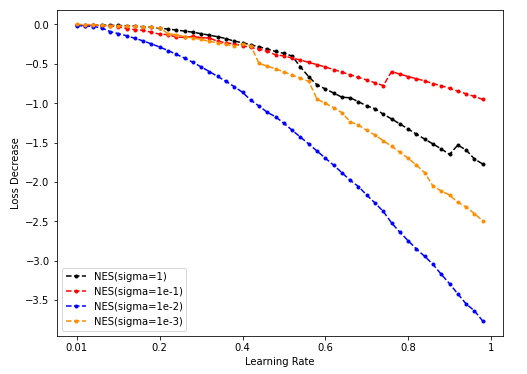 0.0
−0.5
−1.0
−1.5
−2.0
−2.5
−3.0
−3.5
Loss Decrease
NES(sigma=1)
NES(sigma=1e-1)
NES(sigma=1e-2)
NES(sigma=1e-3)
0.01 0.2 0.4 0.6 0.8 1
Learning Rate